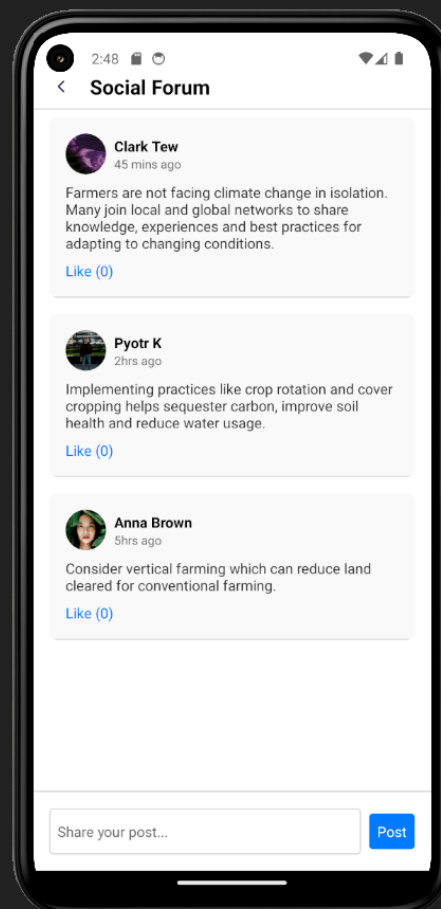 2:48
Social Forum
Clark Tew
45 mins ago
Farmers are not facing climate change in isolation.
Many join local and global networks to share
knowledge, experiences and best practices for
adapting to changing conditions.
Like (0)
Pyotr K
2hrs ago
Implementing practices like crop rotation and cover
cropping helps sequester carbon, improve soil
health and reduce water usage.
Like (0)
Anna Brown
5hrs ago
Consider vertical farming which can reduce land
cleared for conventional farming.
Like (0)
Share your post...
Post